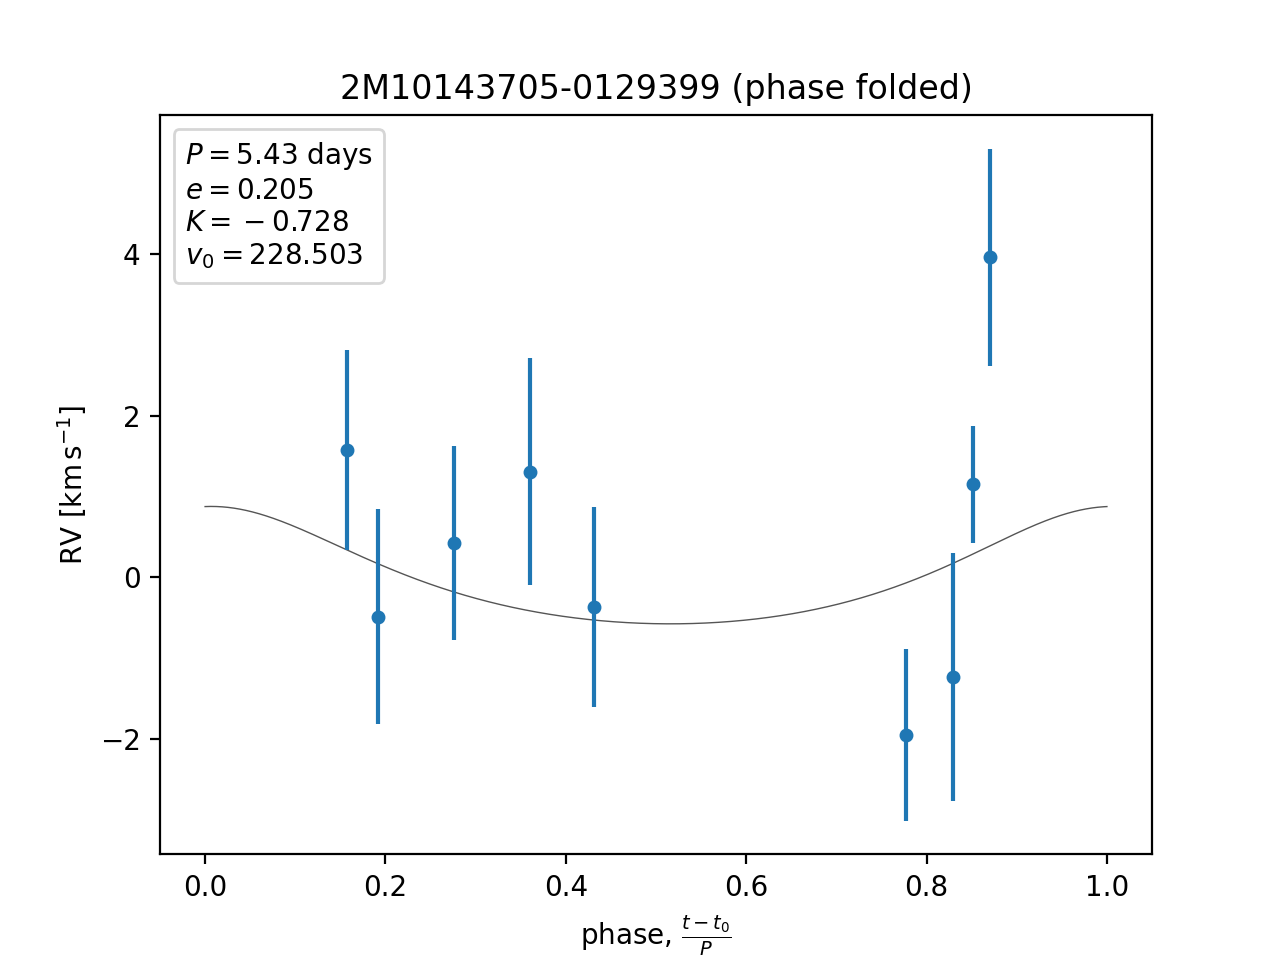 2M10143705-0129399 (phase folded)
P = 5.43 days
e = 0.205
K = −0.728
v₀ = 228.503
4
2
0
−2
RV [km s⁻¹]
0.0 0.2 0.4 0.6 0.8 1.0
phase, (t − t₀)/P